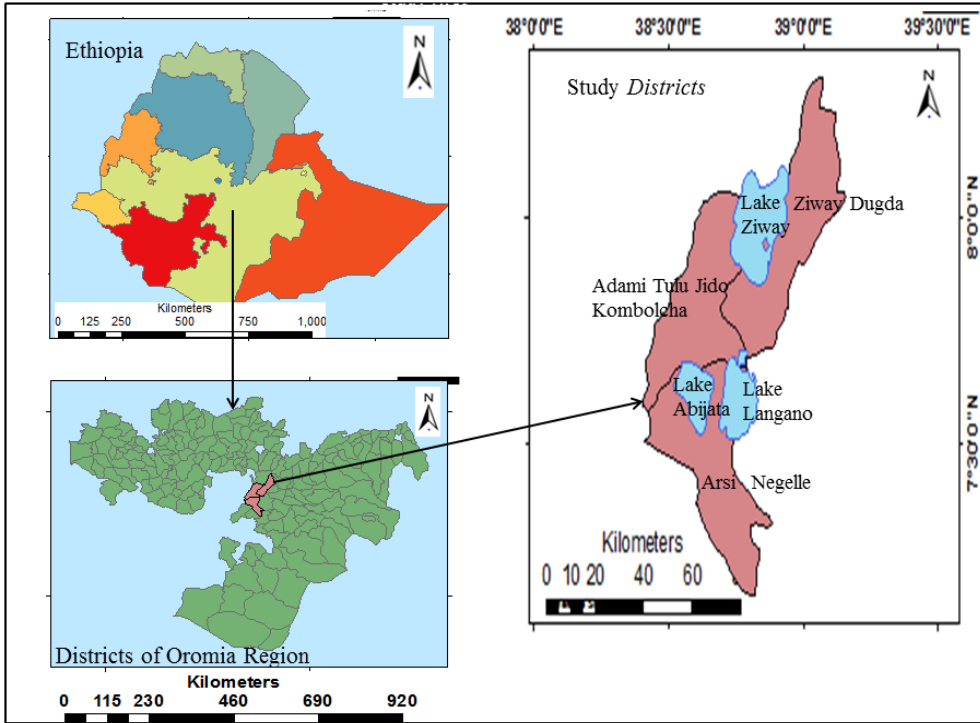 Ethiopia
N
Kilometers
0 125 250 500 750 1,000
N
Districts of Oromia Region
Kilometers
0 115 230 460 690 920
38°0'0"E 38°30'0"E 39°0'0"E 39°30'0"E
Study Districts
N
8°0'0"N
7°30'0"N
Lake
Ziway
Ziway Dugda
Adami Tulu Jido
Kombolcha
Lake
Abijata
Lake
Langano
Arsi Negelle
Kilometers
0 10 20 40 60